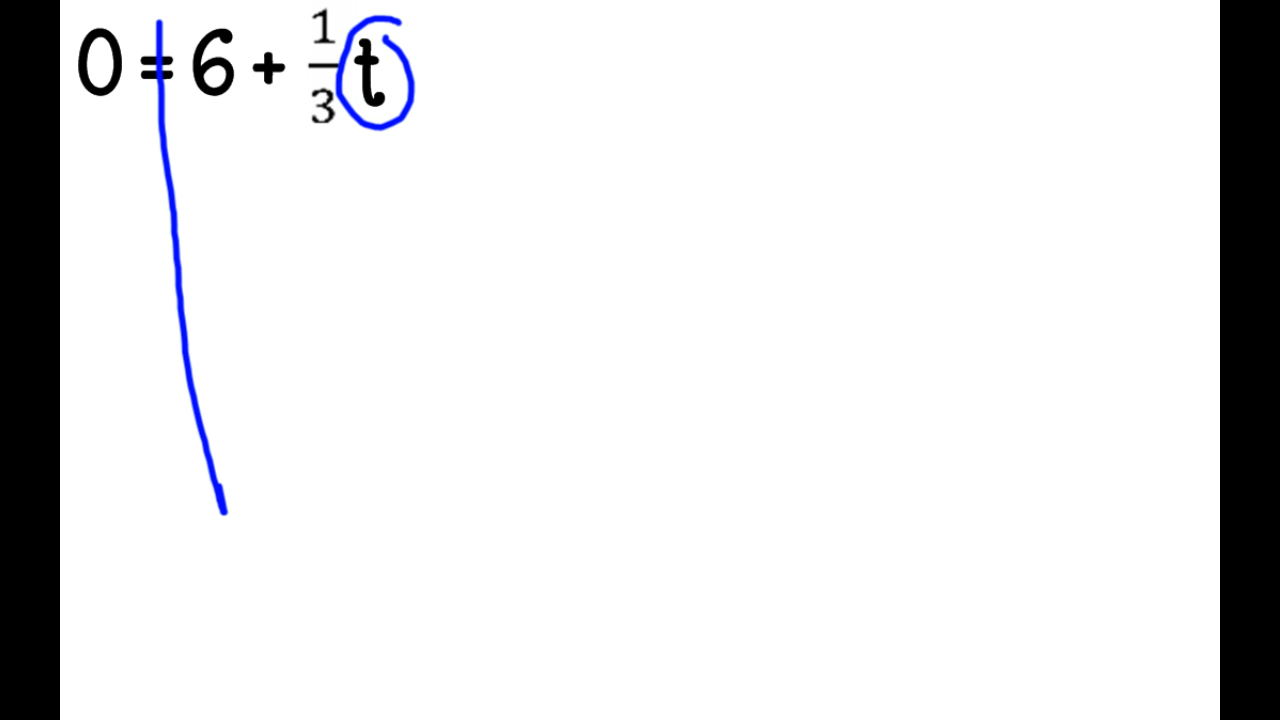 0 = 6 + 1/3 t